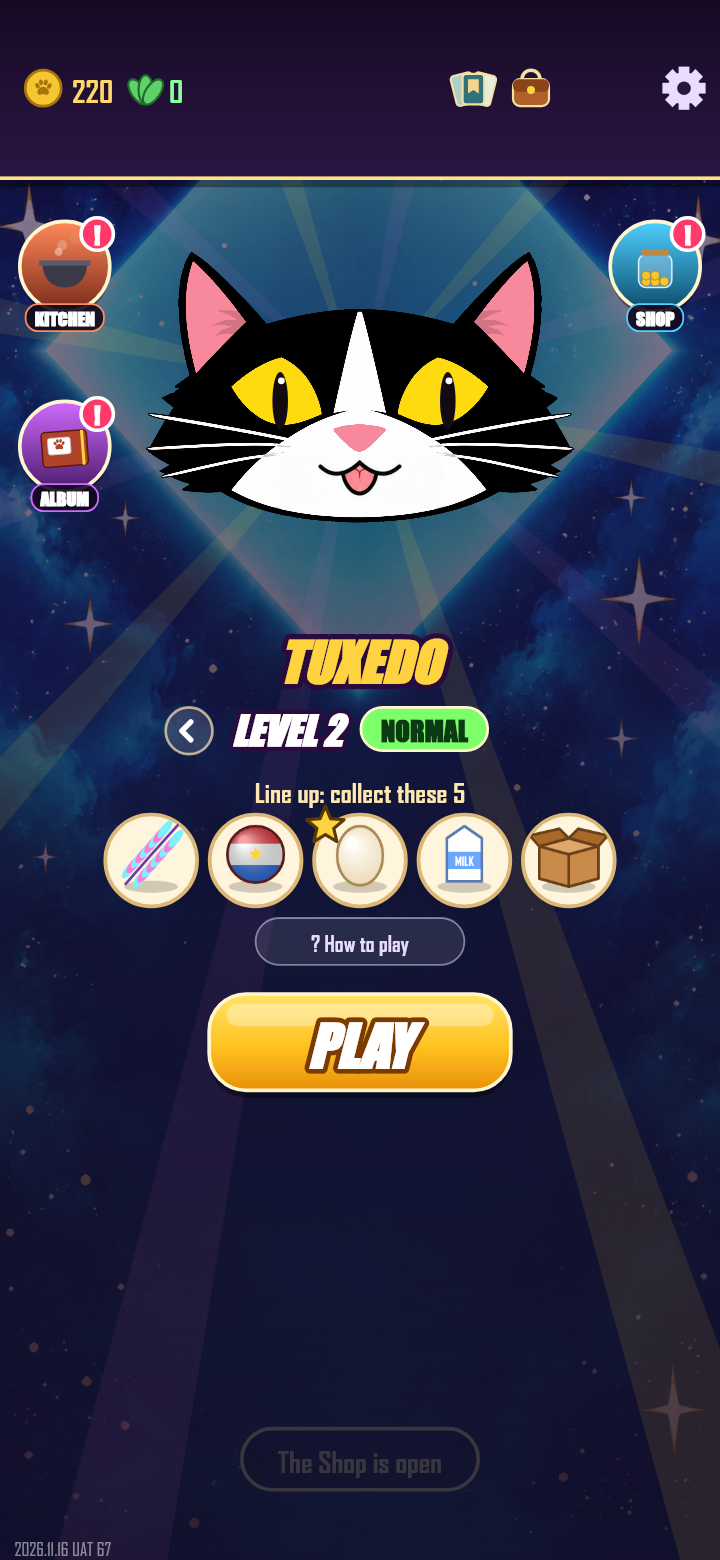 220
0
!
KITCHEN
!
SHOP
!
ALBUM
TUXEDO
LEVEL 2
NORMAL
Line up: collect these 5
MILK
? How to play
PLAY
The Shop is open
2026.11.16 UAT 67